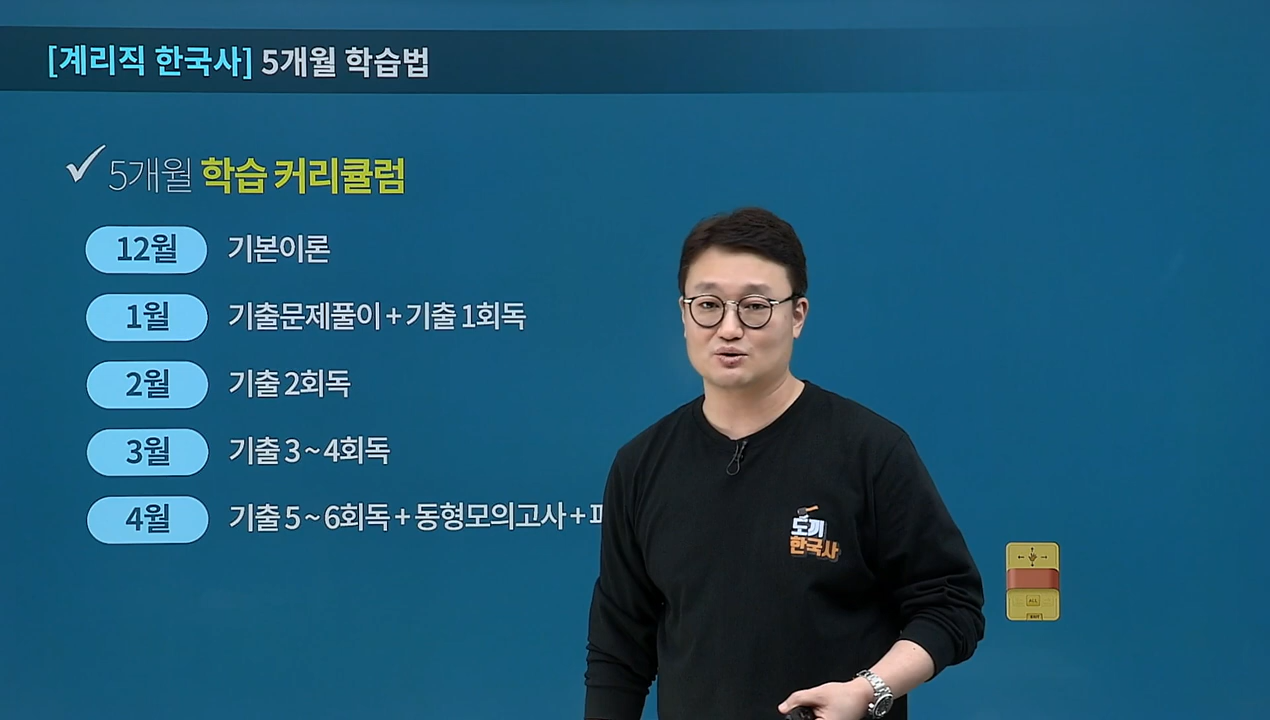 [계리직 한국사] 5개월 학습법
5개월 학습 커리큘럼
12월 기본이론
1월 기출문제풀이 + 기출 1회독
2월 기출 2회독
3월 기출 3 ~ 4회독
4월 기출 5 ~ 6회독 + 동형모의고사 +
도끼
한국사
ALL
EXIT